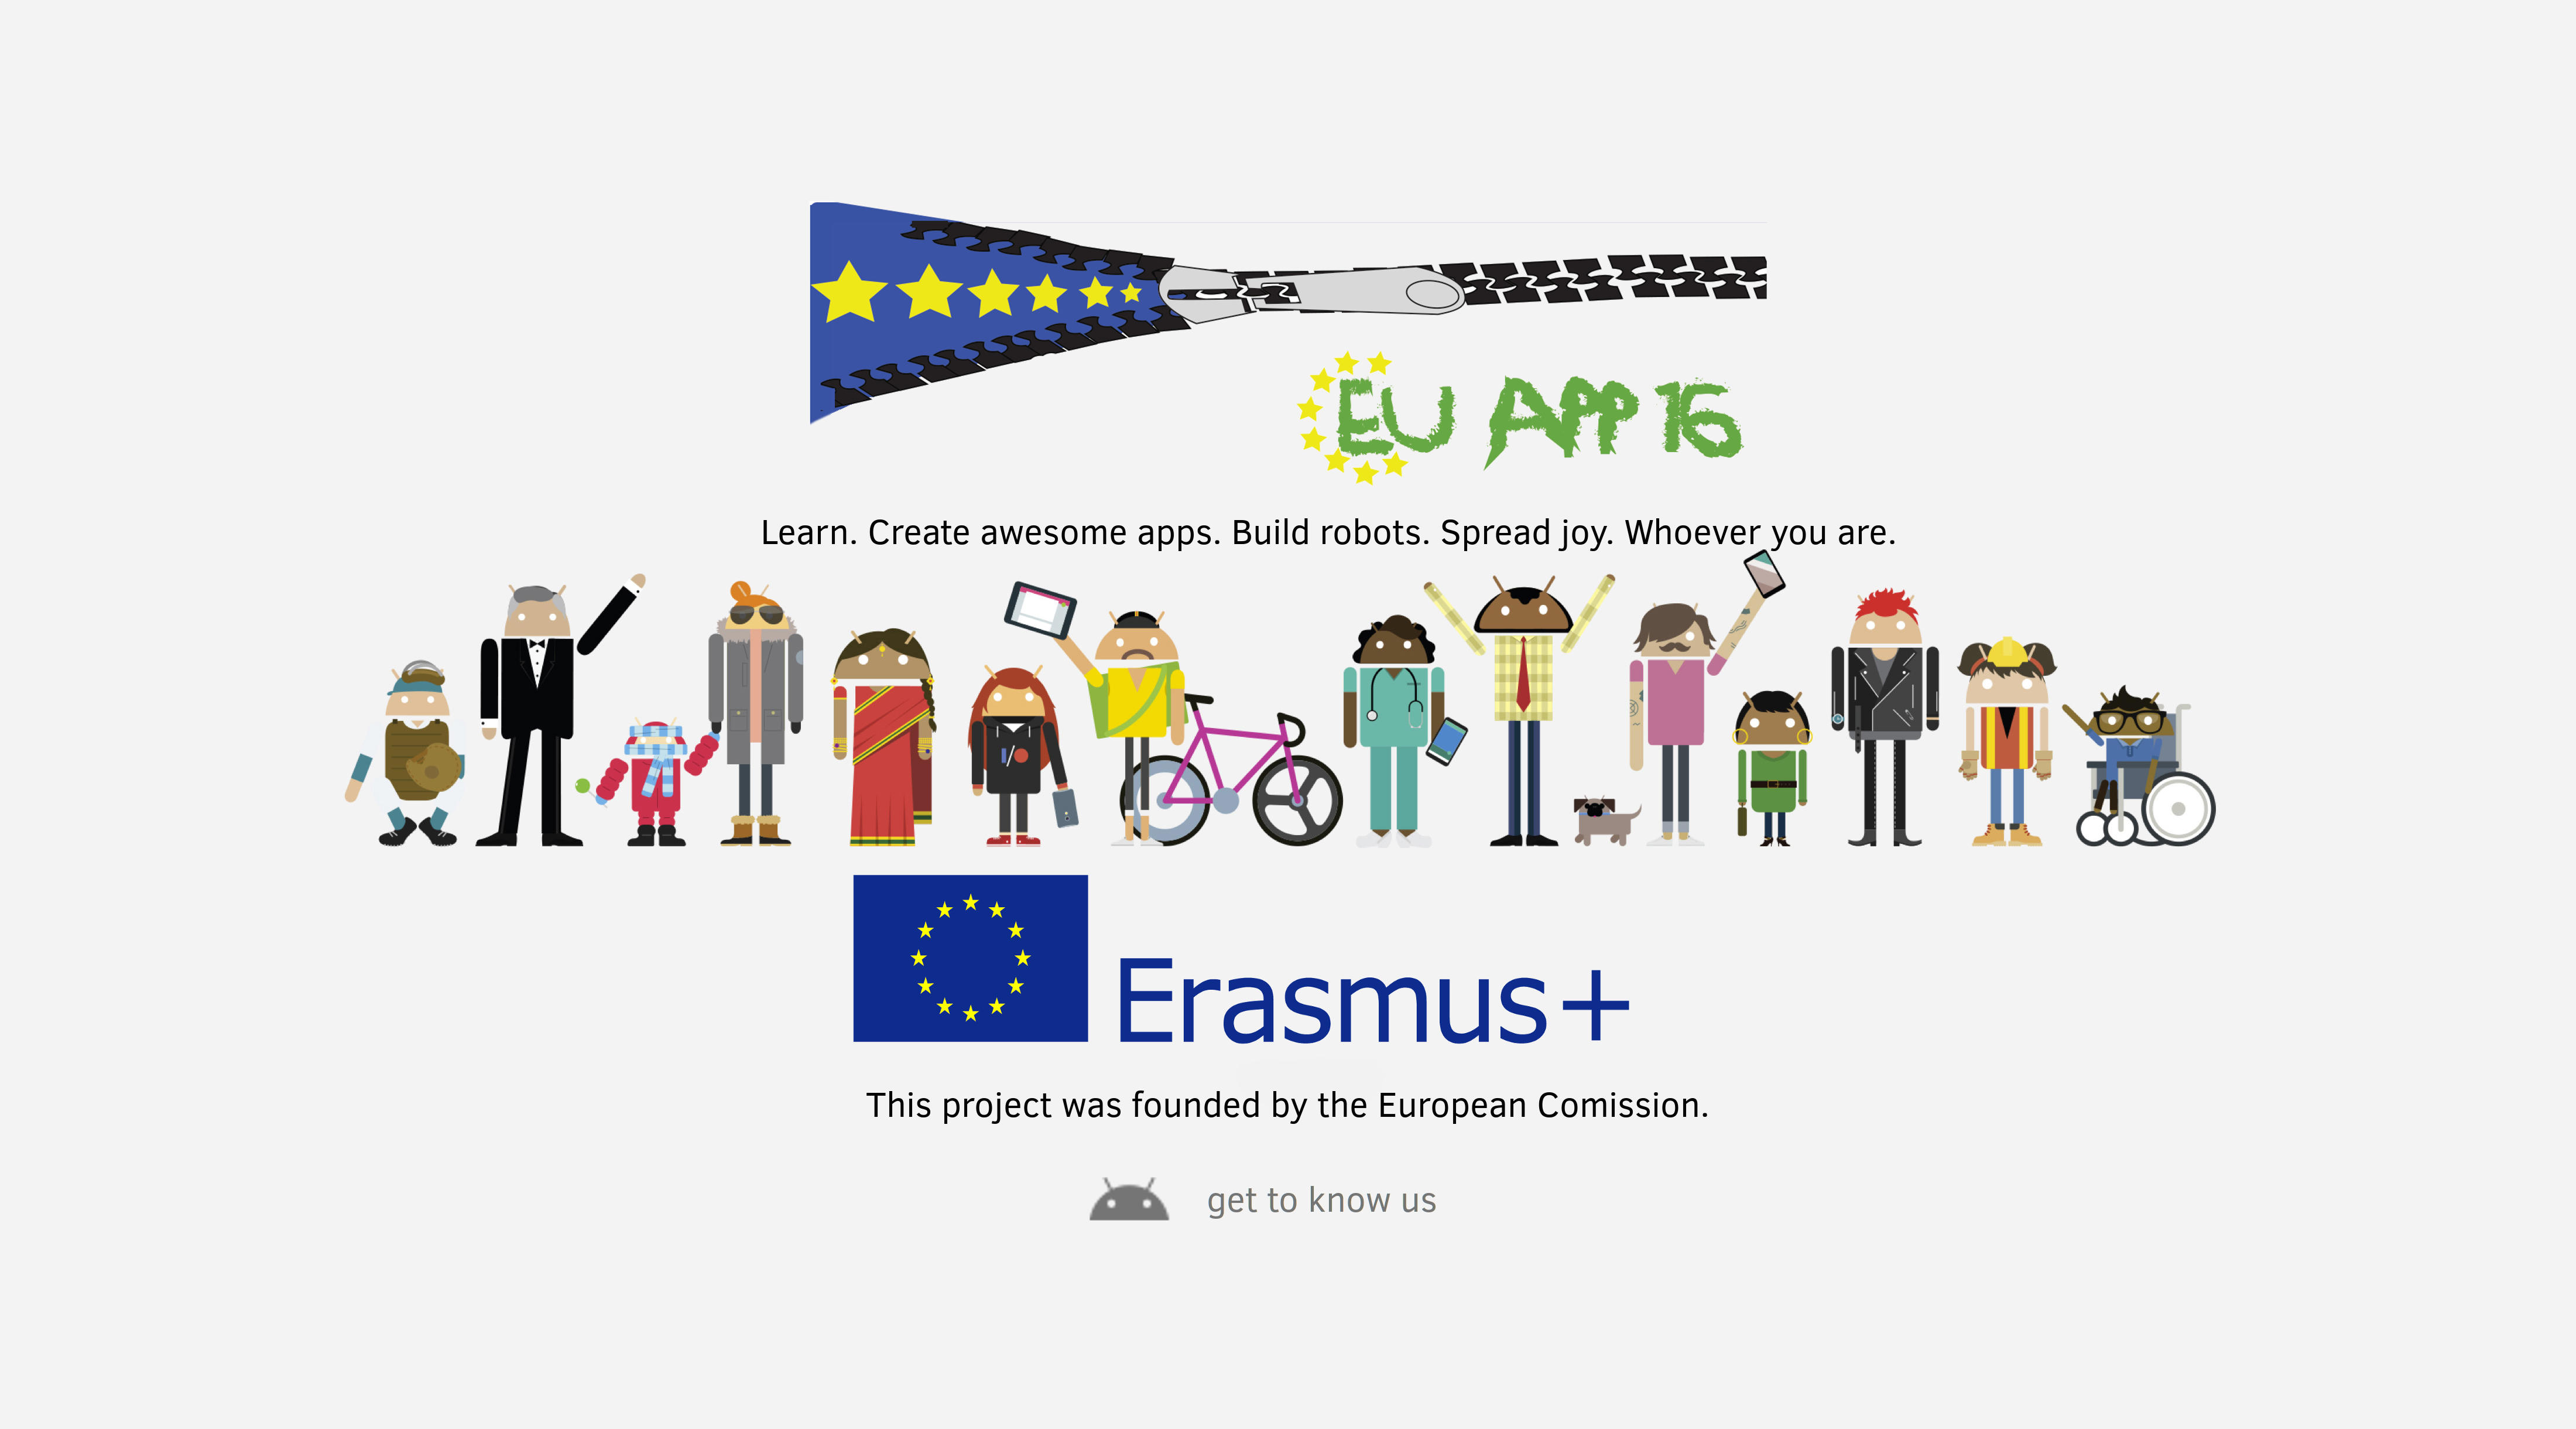 EU APP 16
Learn. Create awesome apps. Build robots. Spread joy. Whoever you are.
Erasmus+
This project was founded by the European Comission.
get to know us